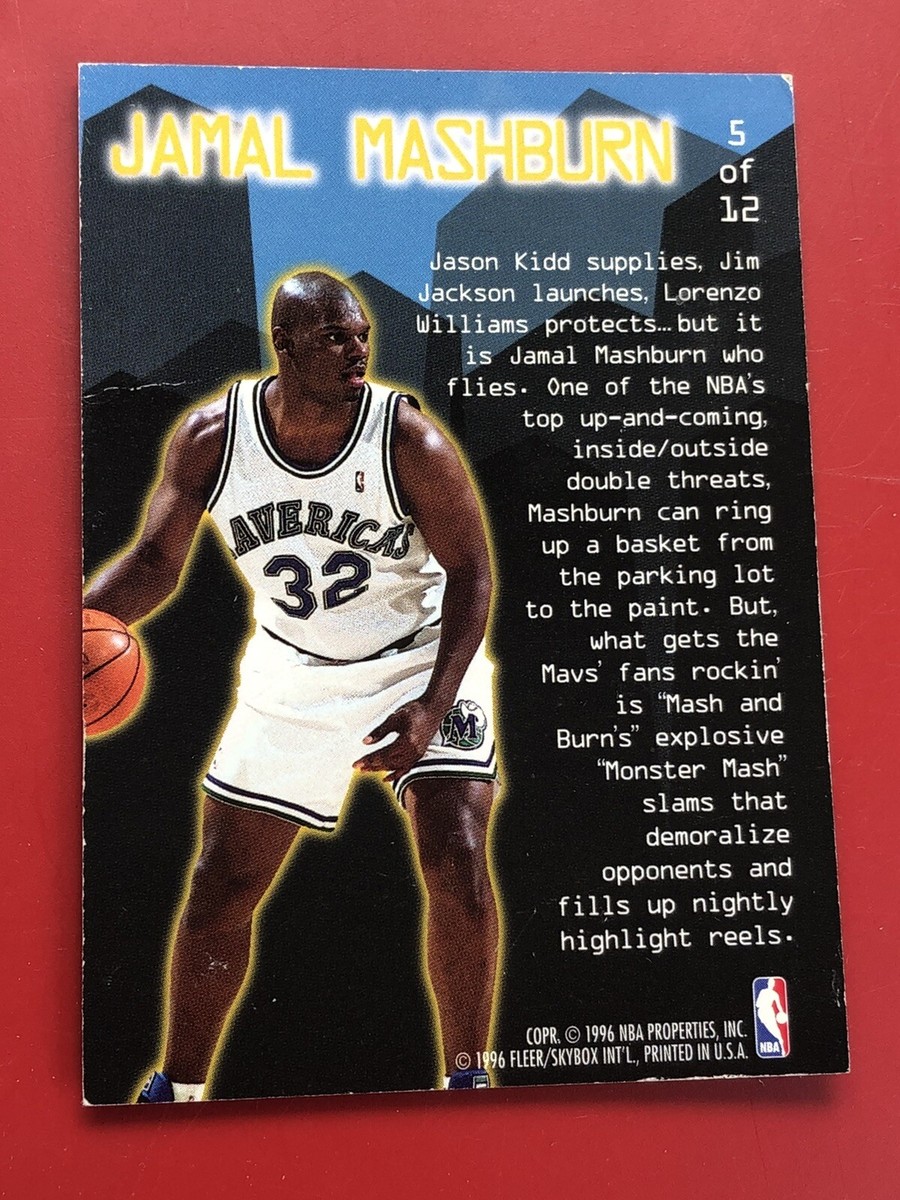 JAMAL MASHBURN
5
of
12
Jason Kidd supplies, Jim
Jackson launches, Lorenzo
Williams protects... but it
is Jamal Mashburn who
flies. One of the NBA's
top up-and-coming,
inside/outside
double threats,
Mashburn can ring
up a basket from
the parking lot
to the paint. But,
what gets the
Mavs' fans rockin'
is “Mash and
Burn's” explosive
“Monster Mash”
slams that
demoralize
opponents and
fills up nightly
highlight reels.
AVERICKS
32
M
COPR. © 1996 NBA PROPERTIES, INC.
© 1996 FLEER/SKYBOX INT'L., PRINTED IN U.S.A.
NBA